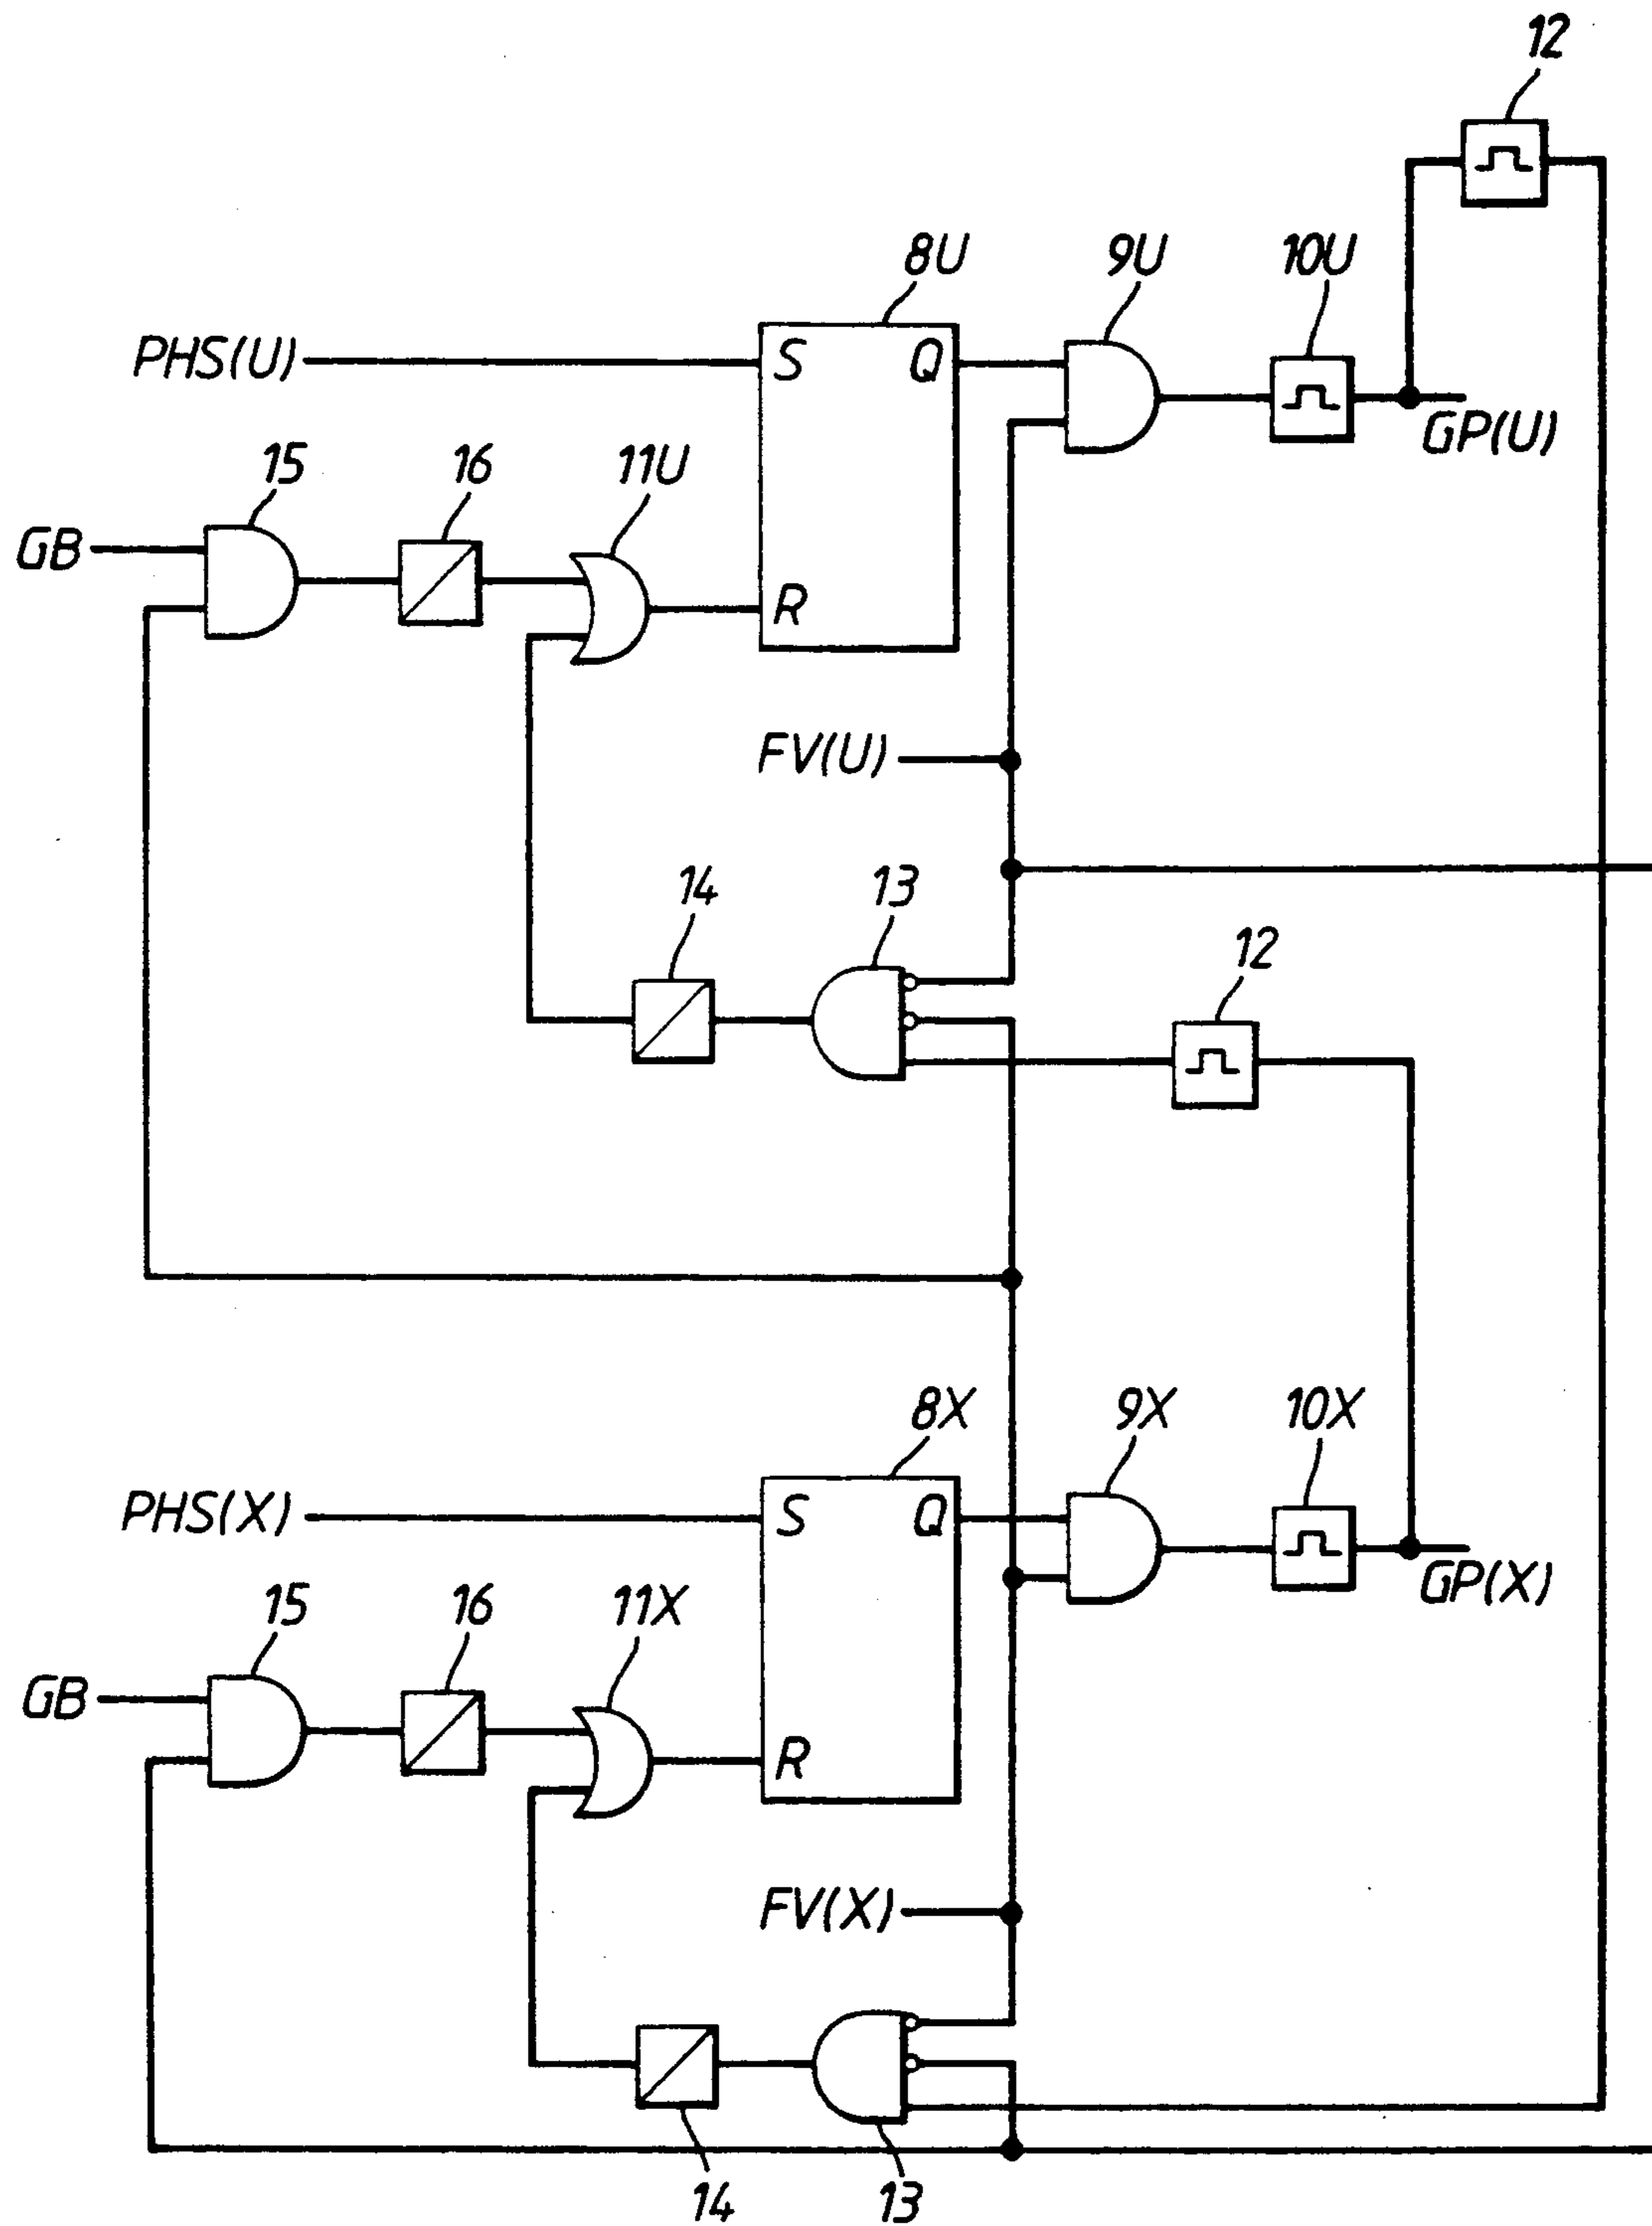 12
8U
9U
10U
PHS(U)
S
Q
GP(U)
15
16
11U
GB
R
FV(U)
14
13
12
8X
9X
10X
PHS(X)
S
Q
GP(X)
15
16
11X
GB
R
FV(X)
14
13